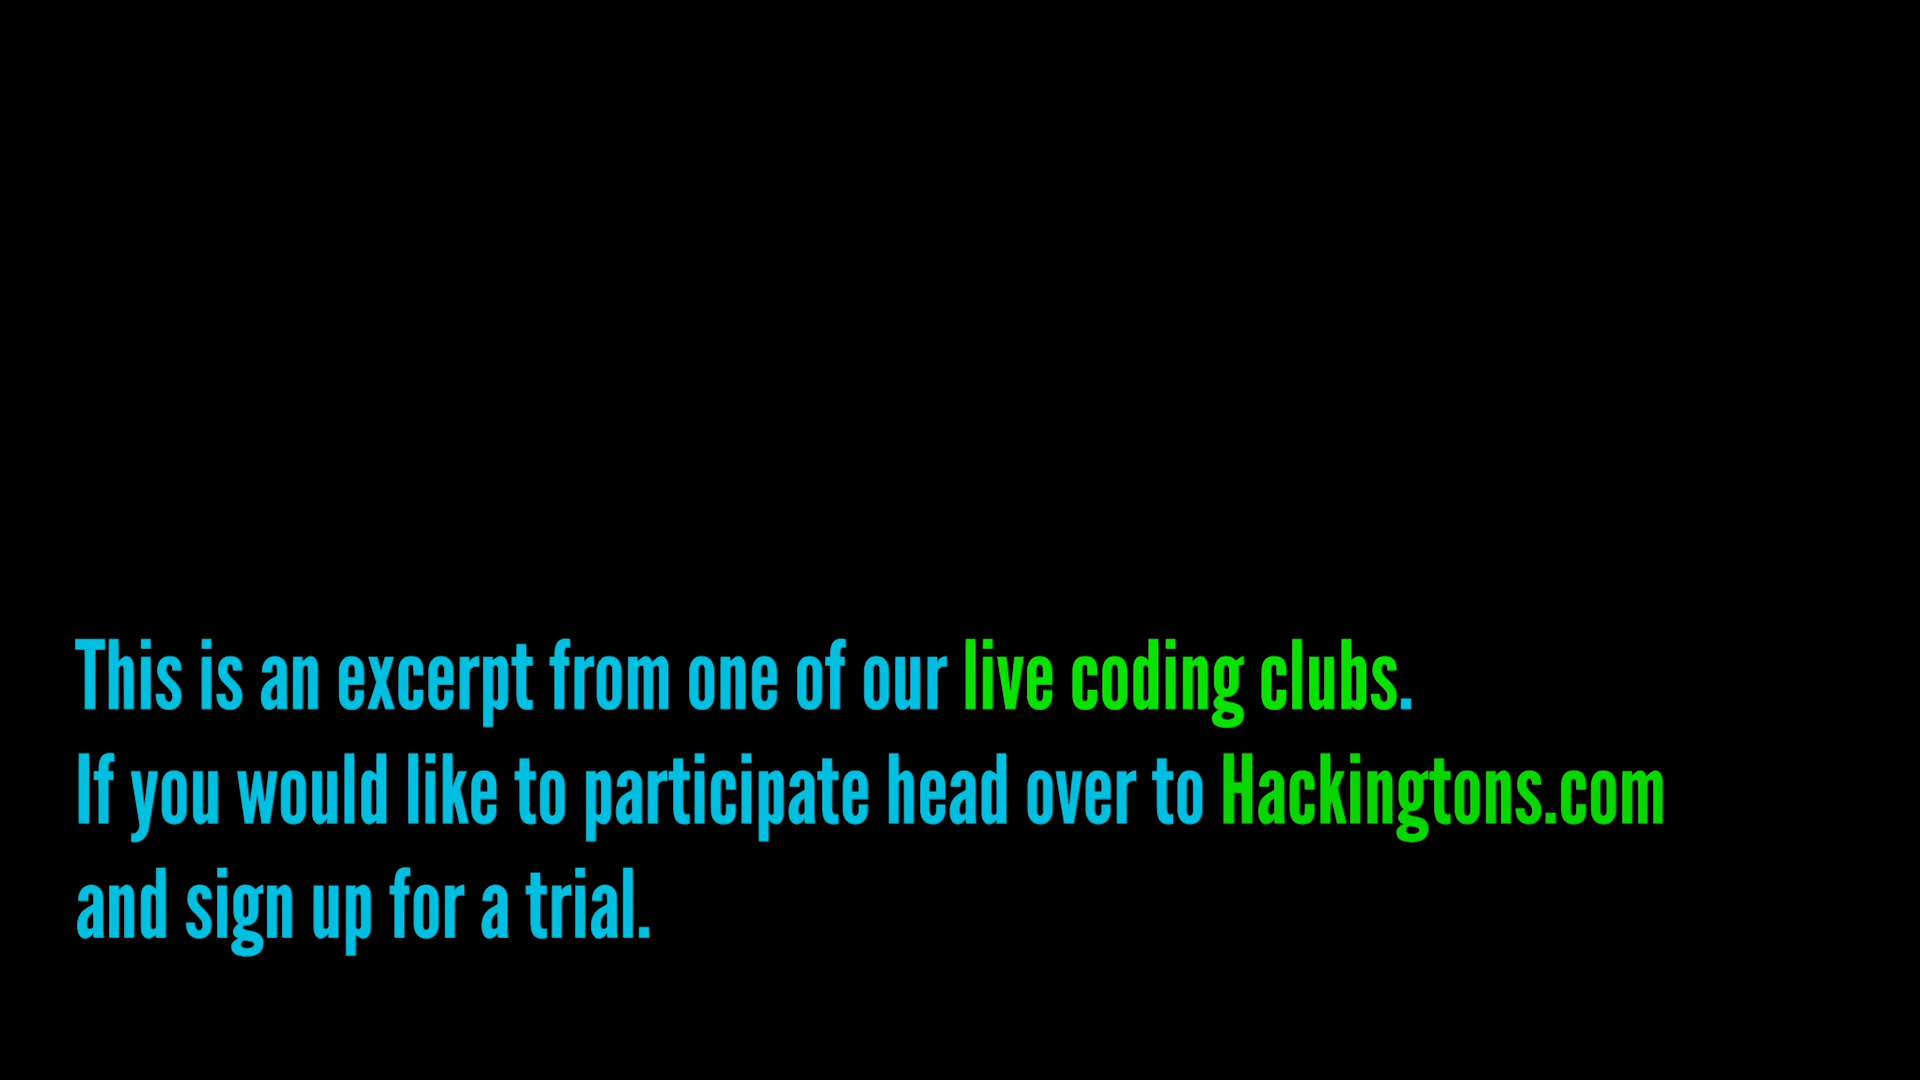 This is an excerpt from one of our live coding clubs.
If you would like to participate head over to Hackingtons.com
and sign up for a trial.